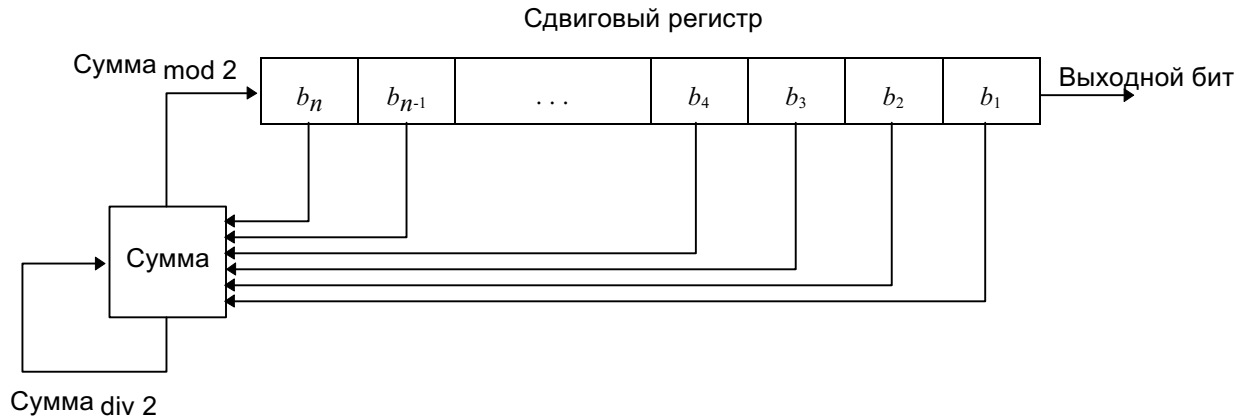 Сдвиговый регистр
Сумма mod 2
bn bn-1 . . . b4 b3 b2 b1
Выходной бит
Сумма
Сумма div 2